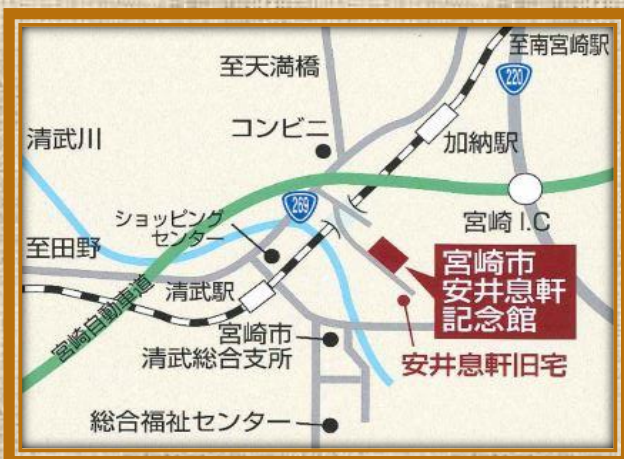 至南宮崎駅
220
至天満橋
コンビニ
加納駅
清武川
宮崎 I.C
269
ショッピング
センター
至田野
清武駅
宮崎自動車道
宮崎市
安井息軒
記念館
宮崎市
清武総合支所
安井息軒旧宅
総合福祉センター